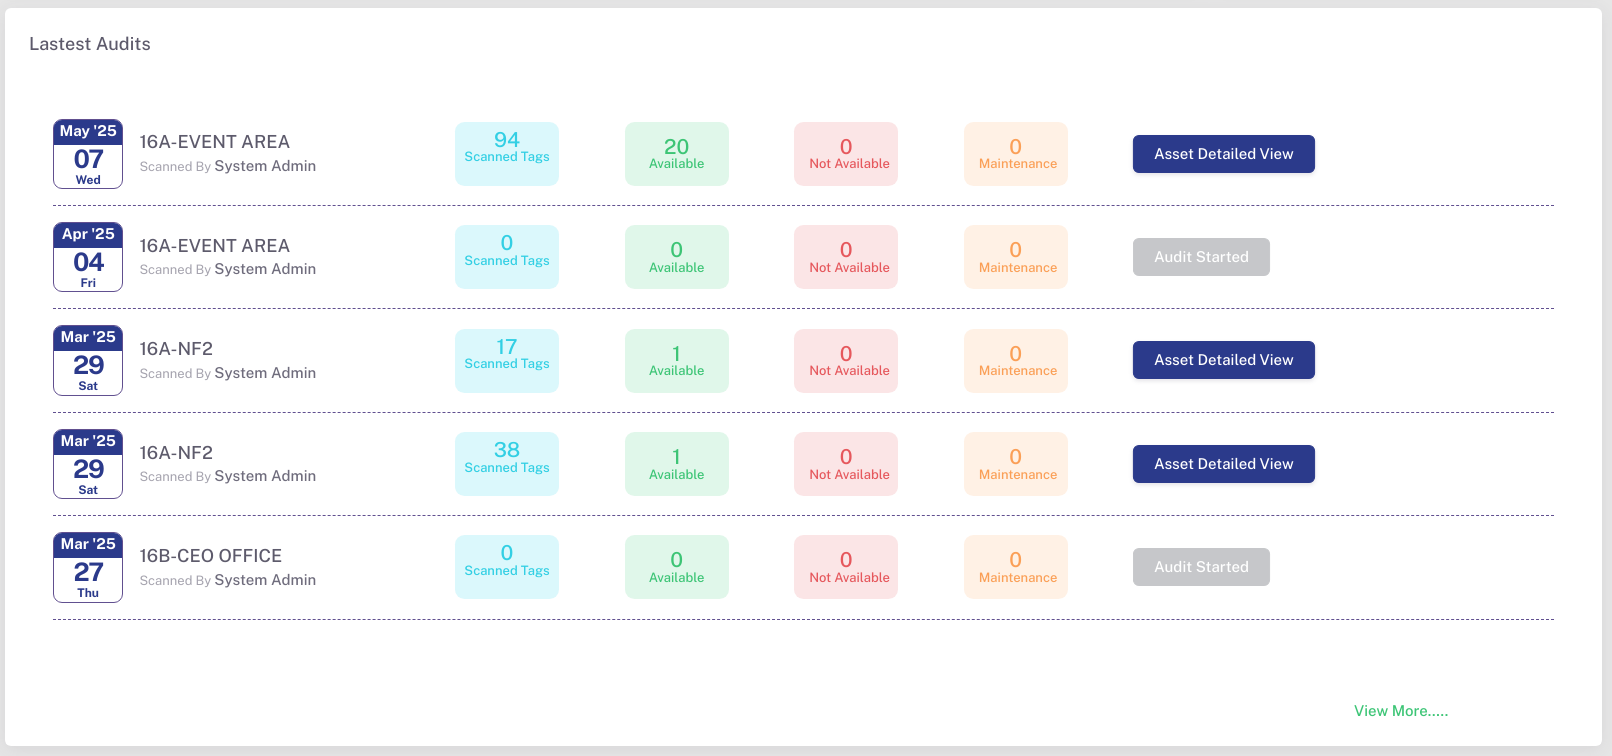 Lastest Audits
May '25
07
Wed
16A-EVENT AREA
Scanned By System Admin
94
Scanned Tags
20
Available
0
Not Available
0
Maintenance
Asset Detailed View
Apr '25
04
Fri
16A-EVENT AREA
Scanned By System Admin
0
Scanned Tags
0
Available
0
Not Available
0
Maintenance
Audit Started
Mar '25
29
Sat
16A-NF2
Scanned By System Admin
17
Scanned Tags
1
Available
0
Not Available
0
Maintenance
Asset Detailed View
Mar '25
29
Sat
16A-NF2
Scanned By System Admin
38
Scanned Tags
1
Available
0
Not Available
0
Maintenance
Asset Detailed View
Mar '25
27
Thu
16B-CEO OFFICE
Scanned By System Admin
0
Scanned Tags
0
Available
0
Not Available
0
Maintenance
Audit Started
View More.....